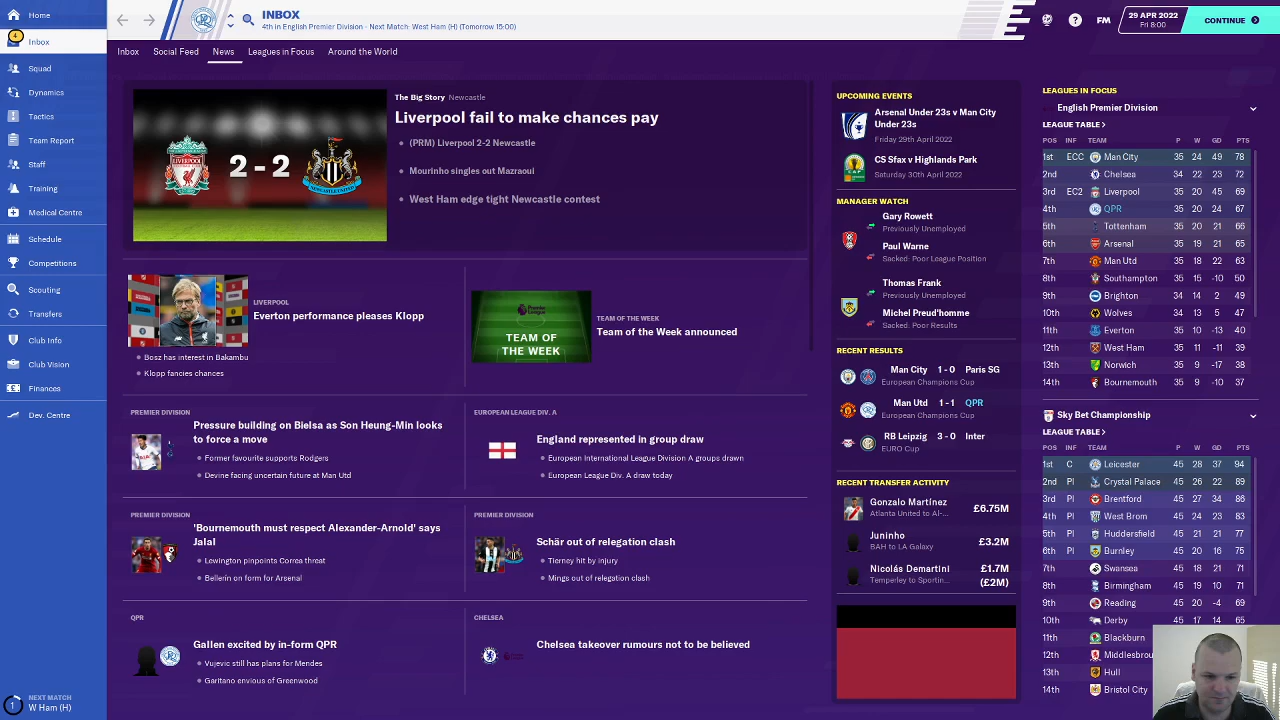 Home
4
Inbox
Squad
Dynamics
Tactics
Team Report
Staff
Training
Medical Centre
Schedule
Competitions
Scouting
Transfers
Club Info
Club Vision
Finances
Dev. Centre
1
NEXT MATCH
W Ham (H)
INBOX
4th in English Premier Division - Next Match: West Ham (H) (Tomorrow 15:00)
FM
29 APR 2022
Fri 8:00
CONTINUE
Inbox Social Feed News Leagues in Focus Around the World
The Big Story Newcastle
Liverpool fail to make chances pay
(PRM) Liverpool 2-2 Newcastle
Mourinho singles out Mazraoui
West Ham edge tight Newcastle contest
2 - 2
LIVERPOOL
Everton performance pleases Klopp
Bosz has interest in Bakambu
Klopp fancies chances
TEAM OF
THE WEEK
TEAM OF THE WEEK
Team of the Week announced
PREMIER DIVISION
Pressure building on Bielsa as Son Heung-Min looks
to force a move
Former favourite supports Rodgers
Devine facing uncertain future at Man Utd
EUROPEAN LEAGUE DIV. A
England represented in group draw
European International League Division A groups drawn
European League Div. A draw today
PREMIER DIVISION
'Bournemouth must respect Alexander-Arnold' says
Jalal
Lewington pinpoints Correa threat
Bellerín on form for Arsenal
PREMIER DIVISION
Schär out of relegation clash
Tierney hit by injury
Mings out of relegation clash
QPR
Gallen excited by in-form QPR
Vujevic still has plans for Mendes
Garitano envious of Greenwood
CHELSEA
Chelsea takeover rumours not to be believed
UPCOMING EVENTS
Arsenal Under 23s v Man City
Under 23s
Friday 29th April 2022
CS Sfax v Highlands Park
Saturday 30th April 2022
MANAGER WATCH
Gary Rowett
Previously Unemployed
Paul Warne
Sacked: Poor League Position
Thomas Frank
Previously Unemployed
Michel Preud'homme
Sacked: Poor Results
RECENT RESULTS
Man City 1 - 0 Paris SG
European Champions Cup
Man Utd 1 - 1 QPR
European Champions Cup
RB Leipzig 3 - 0 Inter
EURO Cup
RECENT TRANSFER ACTIVITY
Gonzalo Martínez £6.75M
Atlanta United to Al-...
Juninho £3.2M
BAH to LA Galaxy
Nicolás Demartini £1.7M
Temperley to Sportin... (£2M)
LEAGUES IN FOCUS
English Premier Division
LEAGUE TABLE
POS INF TEAM P W GD PTS
1st ECC Man City 35 24 49 78
2nd Chelsea 34 22 23 72
3rd EC2 Liverpool 35 20 45 69
4th QPR 35 20 24 67
5th Tottenham 35 20 21 66
6th Arsenal 35 19 21 65
7th Man Utd 35 18 22 63
8th Southampton 35 15 -10 50
9th Brighton 34 14 2 49
10th Wolves 34 13 5 47
11th Everton 35 10 -13 40
12th West Ham 35 11 -11 39
13th Norwich 35 9 -17 38
14th Bournemouth 35 9 -10 37
Sky Bet Championship
LEAGUE TABLE
POS INF TEAM P W GD PTS
1st C Leicester 45 28 37 94
2nd P Crystal Palace 45 26 22 89
3rd Pl Brentford 45 27 34 86
4th Pl West Brom 45 24 23 83
5th Pl Huddersfield 45 21 21 77
6th Pl Burnley 45 20 16 75
7th Swansea 45 18 21 71
8th Birmingham 45 19 10 71
9th Reading 45 20 -4 69
10th Derby 45 17 14 65
11th Blackburn
12th Middlesbrou
13th Hull
14th Bristol City